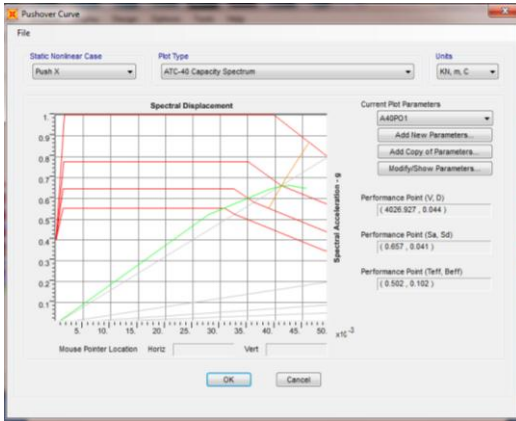 Pushover Curve
File
Static Nonlinear Case
Plot Type
Units
Push X
ATC-40 Capacity Spectrum
KN, m, C
Spectral Displacement
Current Plot Parameters
A40PO1
Add New Parameters...
Add Copy of Parameters...
Modify/Show Parameters...
Performance Point (V, D)
( 4026.927 , 0.044 )
Performance Point (Sa, Sd)
( 0.657 , 0.041 )
Performance Point (Teff, Beff)
( 0.502 , 0.102 )
Spectral Acceleration - g
1.
0.9
0.8
0.7
0.6
0.5
0.4
0.3
0.2
0.1
5. 10. 15. 20. 25. 30. 35. 40. 45. 50. x10 -3
Mouse Pointer Location Horiz Vert
OK Cancel